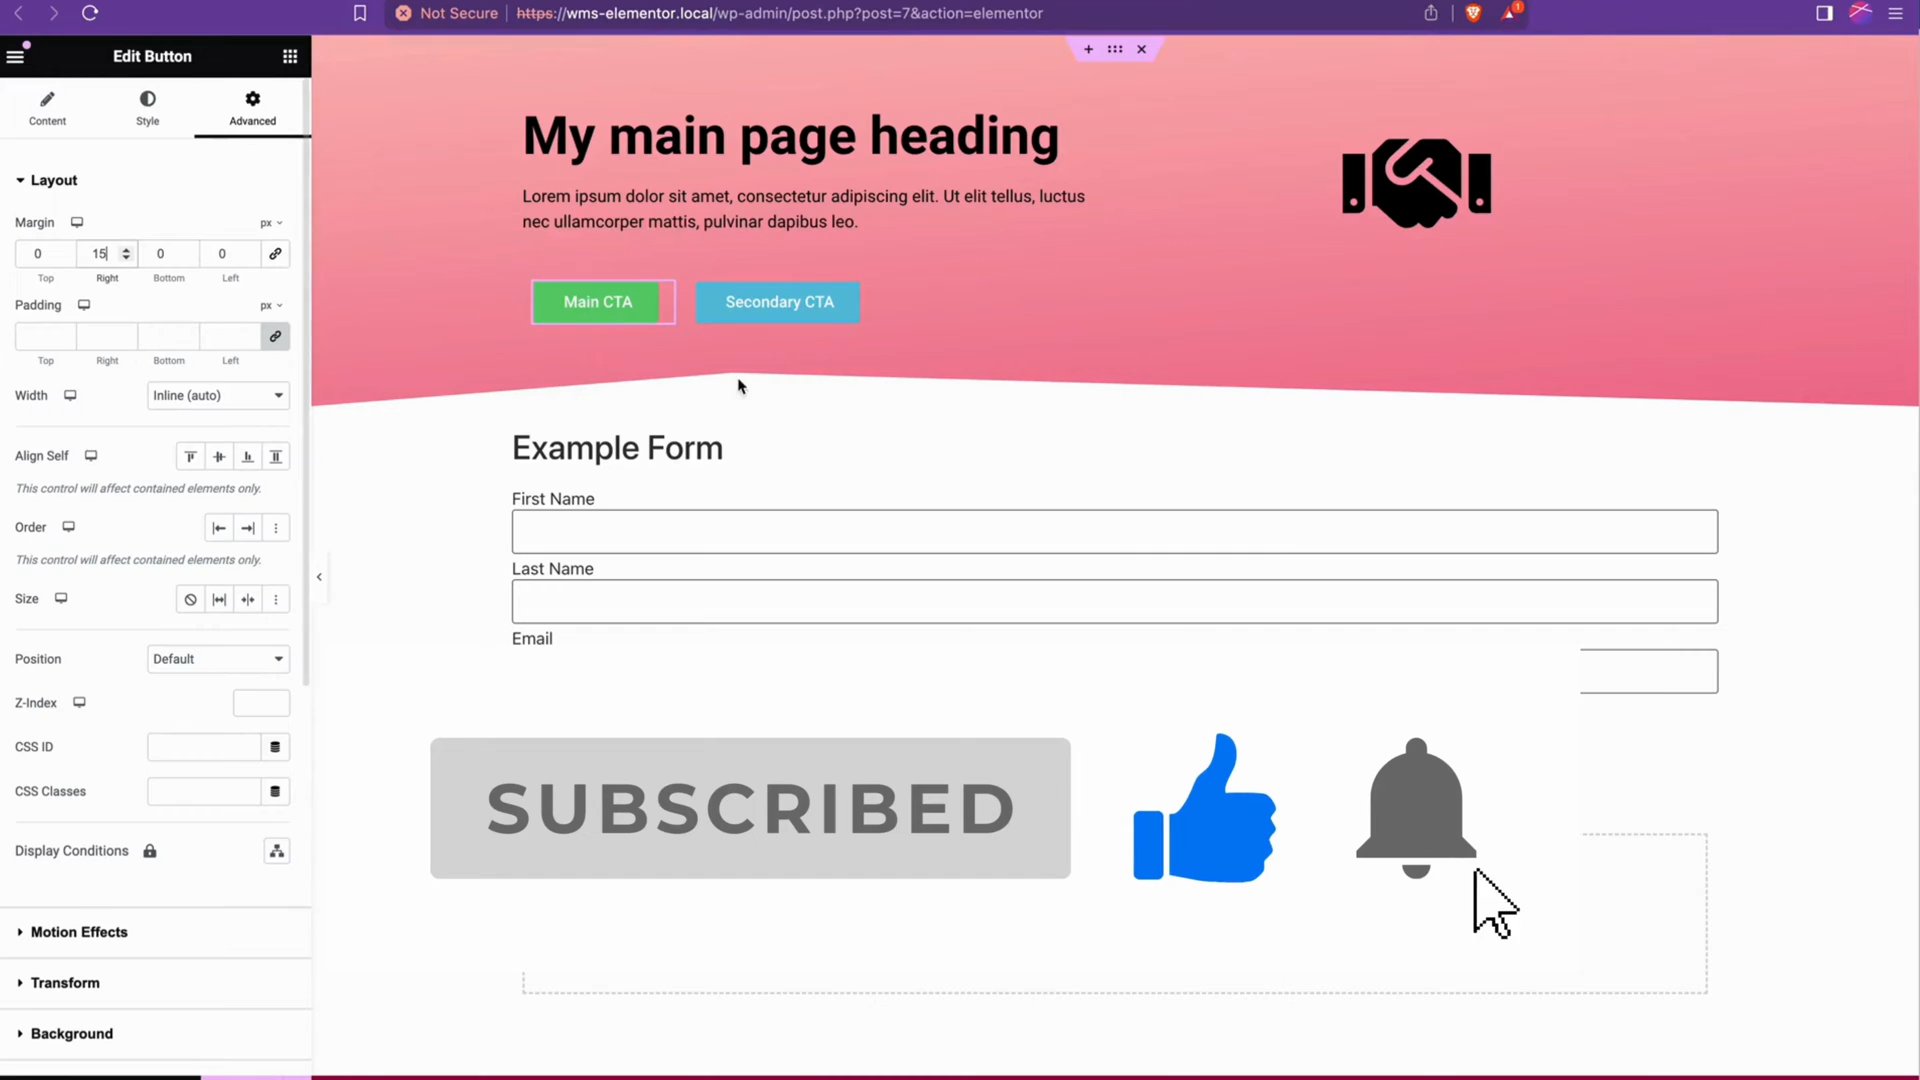 Not Secure https://wms-elementor.local/wp-admin/post.php?post=7&action=elementor
1
Edit Button
Content Style Advanced
Layout
Margin px
0 15 0 0
Top Right Bottom Left
Padding px
Top Right Bottom Left
Width Inline (auto)
Align Self
This control will affect contained elements only.
Order
This control will affect contained elements only.
Size
Position Default
Z-Index
CSS ID
CSS Classes
Display Conditions
Motion Effects
Transform
Background
My main page heading
Lorem ipsum dolor sit amet, consectetur adipiscing elit. Ut elit tellus, luctus
nec ullamcorper mattis, pulvinar dapibus leo.
Main CTA Secondary CTA
Example Form
First Name
Last Name
Email
SUBSCRIBED